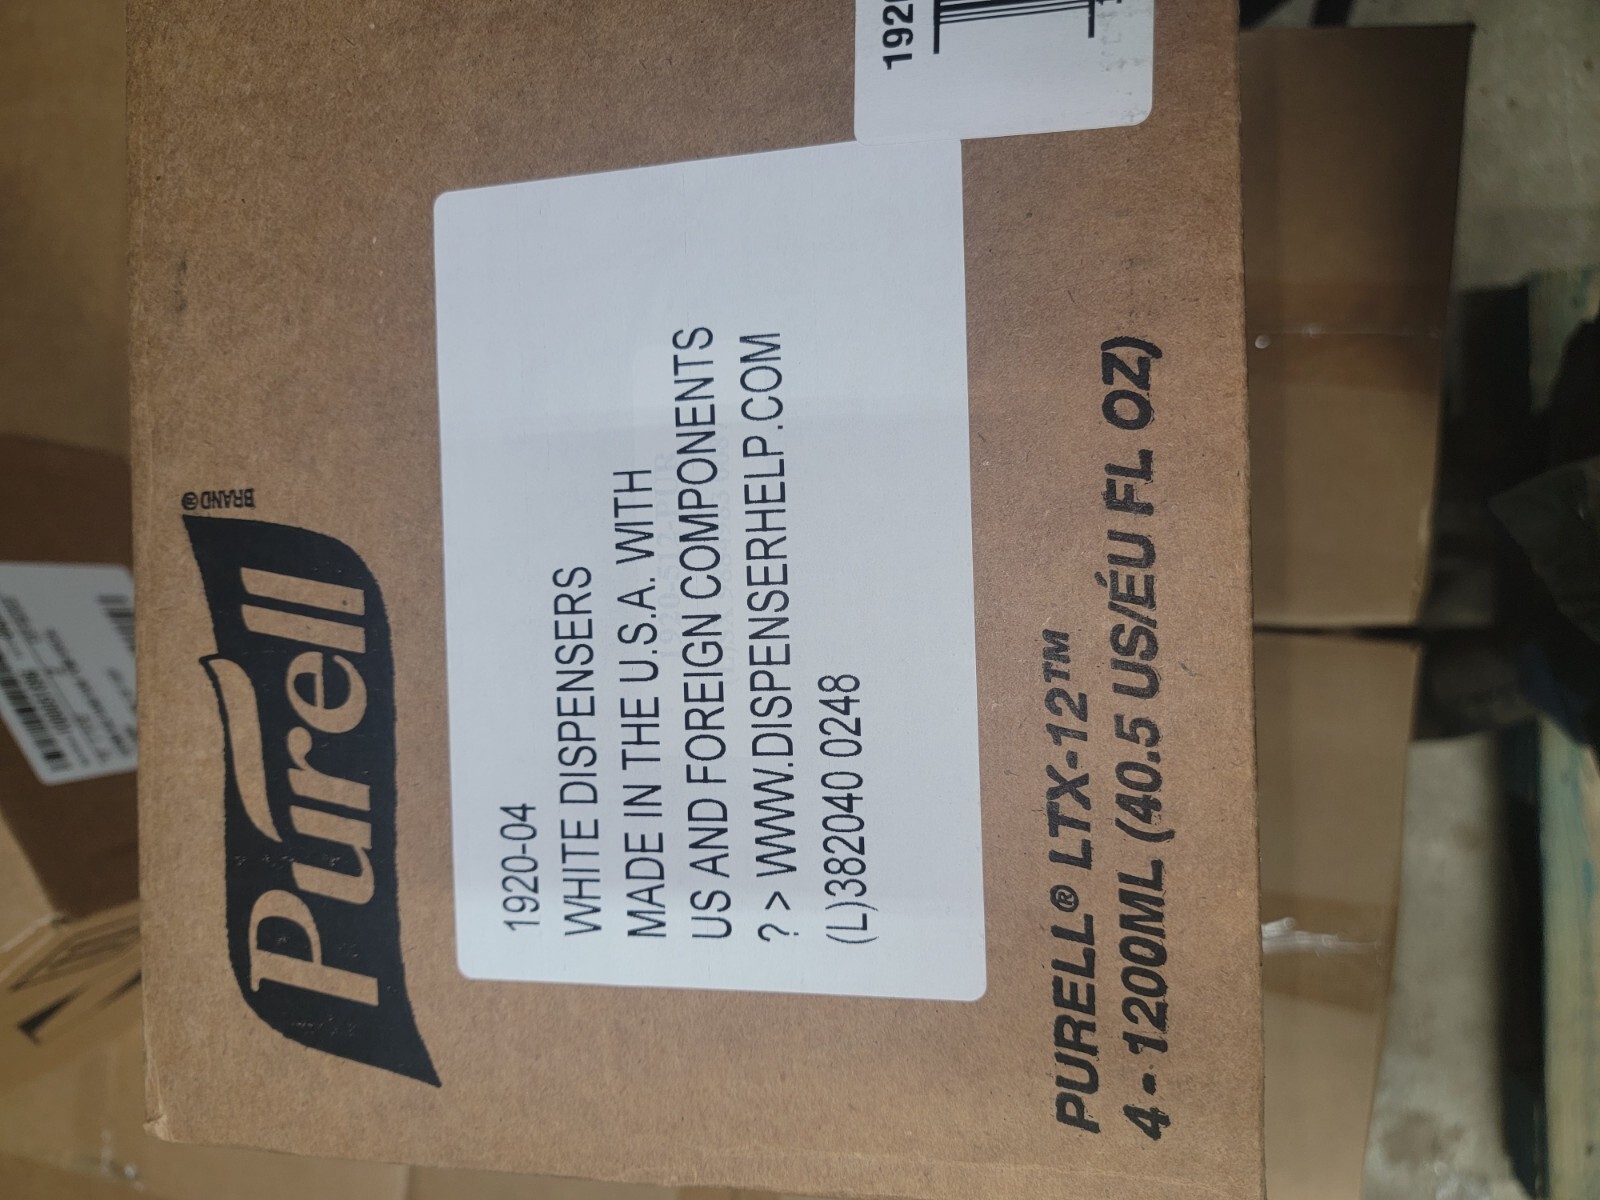 Purell
BRAND®
1920-04
WHITE DISPENSERS
MADE IN THE U.S.A. WITH
US AND FOREIGN COMPONENTS
? > WWW.DISPENSERHELP.COM
(L)382040 0248
PURELL® LTX-12™
4 - 1200ML (40.5 US/ÉU FL OZ)